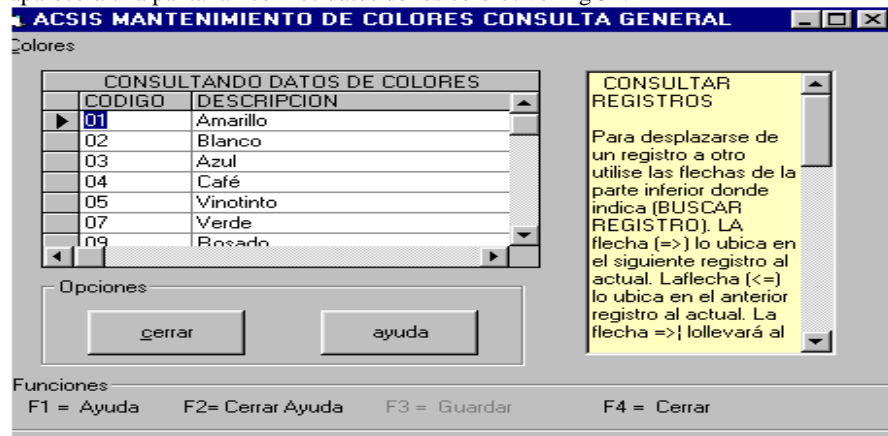 ACSIS MANTENIMIENTO DE COLORES CONSULTA GENERAL
Colores
CONSULTANDO DATOS DE COLORES
CODIGO DESCRIPCION
01 Amarillo
02 Blanco
03 Azul
04 Café
05 Vinotinto
07 Verde
09 Rosado
Opciones
cerrar ayuda
CONSULTAR
REGISTROS
Para desplazarse de
un registro a otro
utilise las flechas de la
parte inferior donde
indica (BUSCAR
REGISTRO). LA
flecha (=>) lo ubica en
el siguiente registro al
actual. Laflecha (<=)
lo ubica en el anterior
registro al actual. La
flecha =>¦ lollevará al
Funciones
F1 = Ayuda F2= Cerrar Ayuda F3 = Guardar F4 = Cerrar